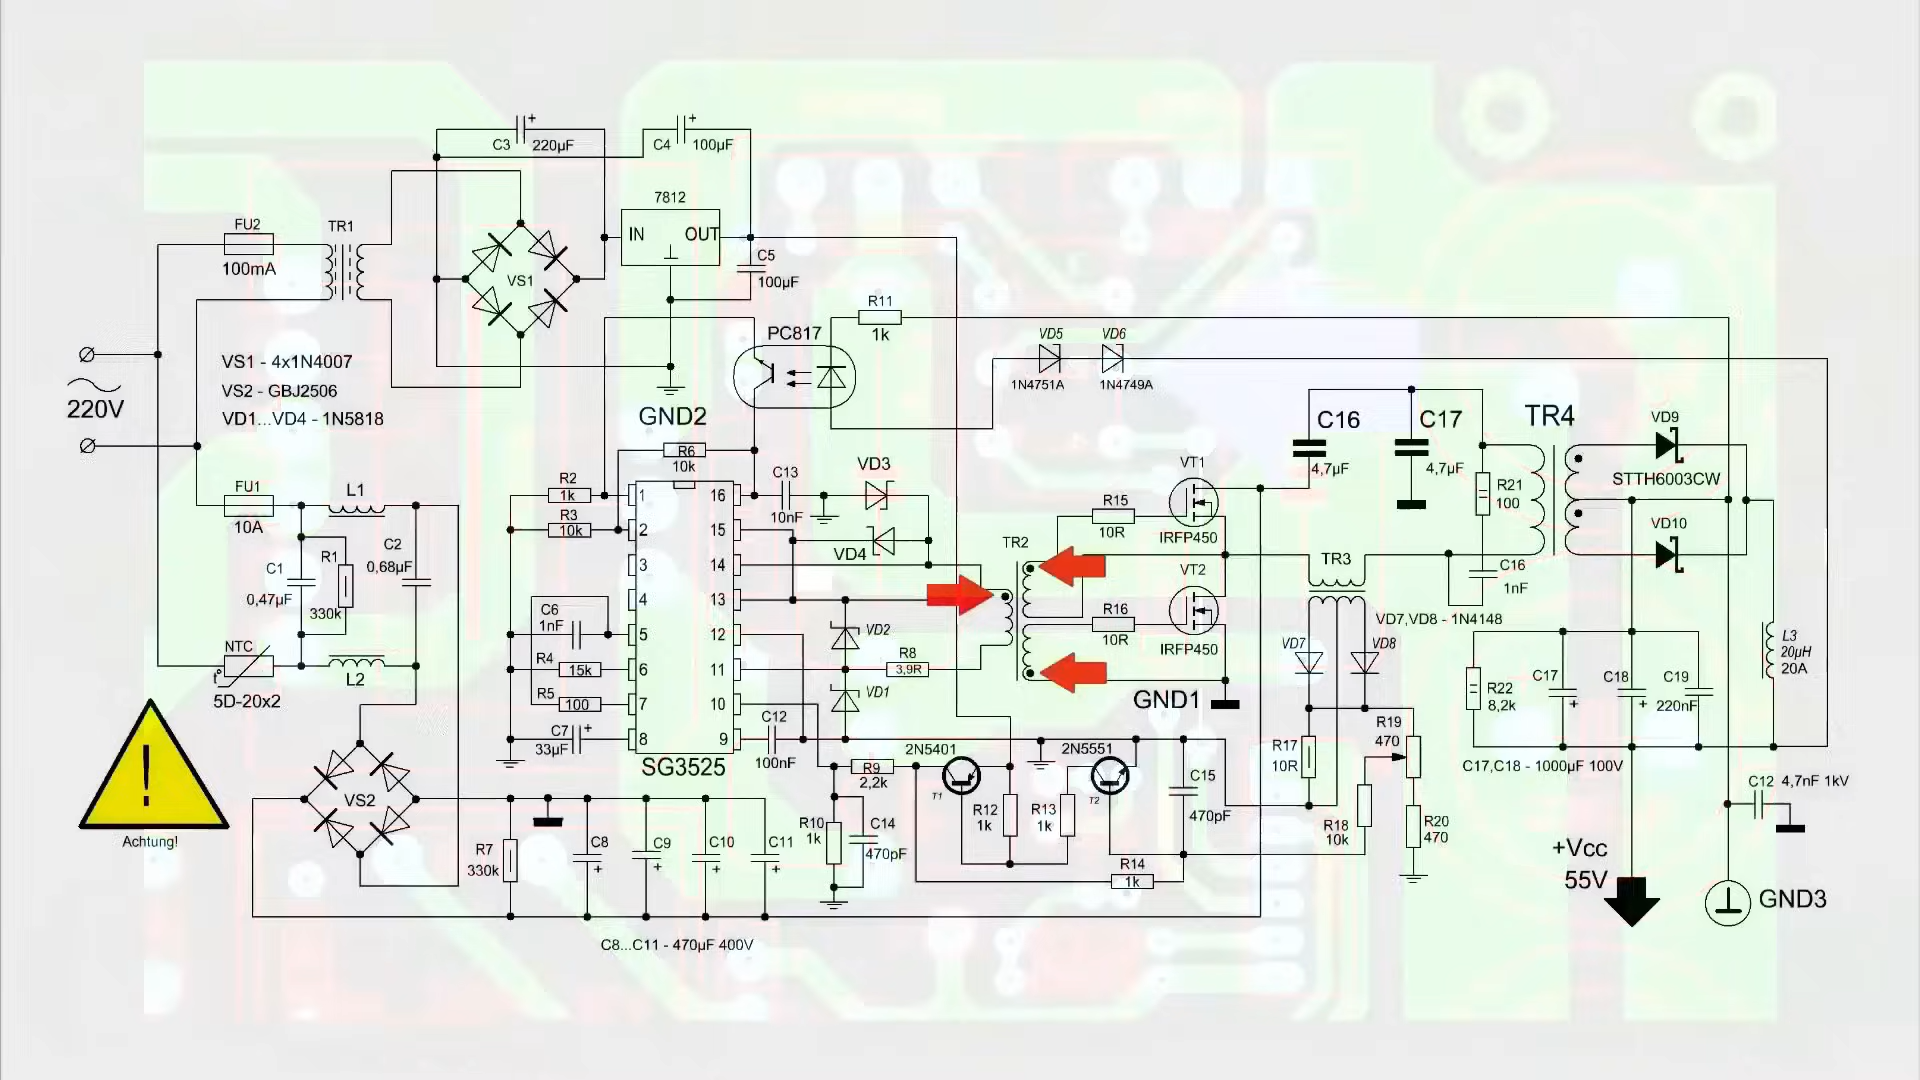 C3
220µF
C4
100µF
7812
IN
OUT
FU2
100mA
TR1
VS1
C5
100µF
R11
1k
PC817
VD5
VD6
1N4751A
1N4749A
220V
VS1 - 4x1N4007
VS2 - GBJ2506
VD1...VD4 - 1N5818
GND2
R6
10k
C16
4,7µF
C17
4,7µF
TR4
VD9
STTH6003CW
VD10
R21
100
FU1
10A
L1
R1
330k
C1
0,47µF
C2
0,68µF
NTC
t°
5D-20x2
L2
R2
1k
R3
10k
C6
1nF
R4
15k
R5
100
C7
33µF
1
2
3
4
5
6
7
8
16
15
14
13
12
11
10
9
SG3525
C13
10nF
VD3
VD4
VD2
VD1
R8
3,9R
C12
100nF
TR2
R15
10R
R16
10R
VT1
IRFP450
VT2
IRFP450
GND1
TR3
C16
1nF
VD7,VD8 - 1N4148
VD7
VD8
R17
10R
R19
470
R18
10k
R20
470
R22
8,2k
C17
C18
C19
220nF
C17,C18 - 1000µF 100V
L3
20µH
20A
C12 4,7nF 1kV
+Vcc
55V
GND3
2N5401
T1
2N5551
T2
R9
2,2k
R10
1k
C14
470pF
R12
1k
R13
1k
R14
1k
C15
470pF
!
Achtung!
VS2
R7
330k
C8
C9
C10
C11
C8...C11 - 470µF 400V